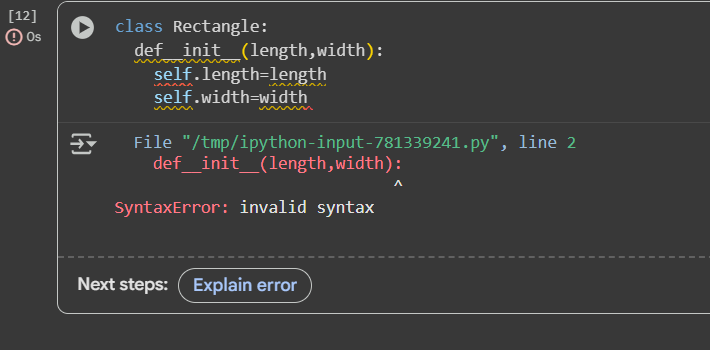 [12]
0s
class Rectangle:
def__init__(length,width):
self.length=length
self.width=width
File "/tmp/ipython-input-781339241.py", line 2
def__init__(length,width):
^
SyntaxError: invalid syntax
Next steps: Explain error